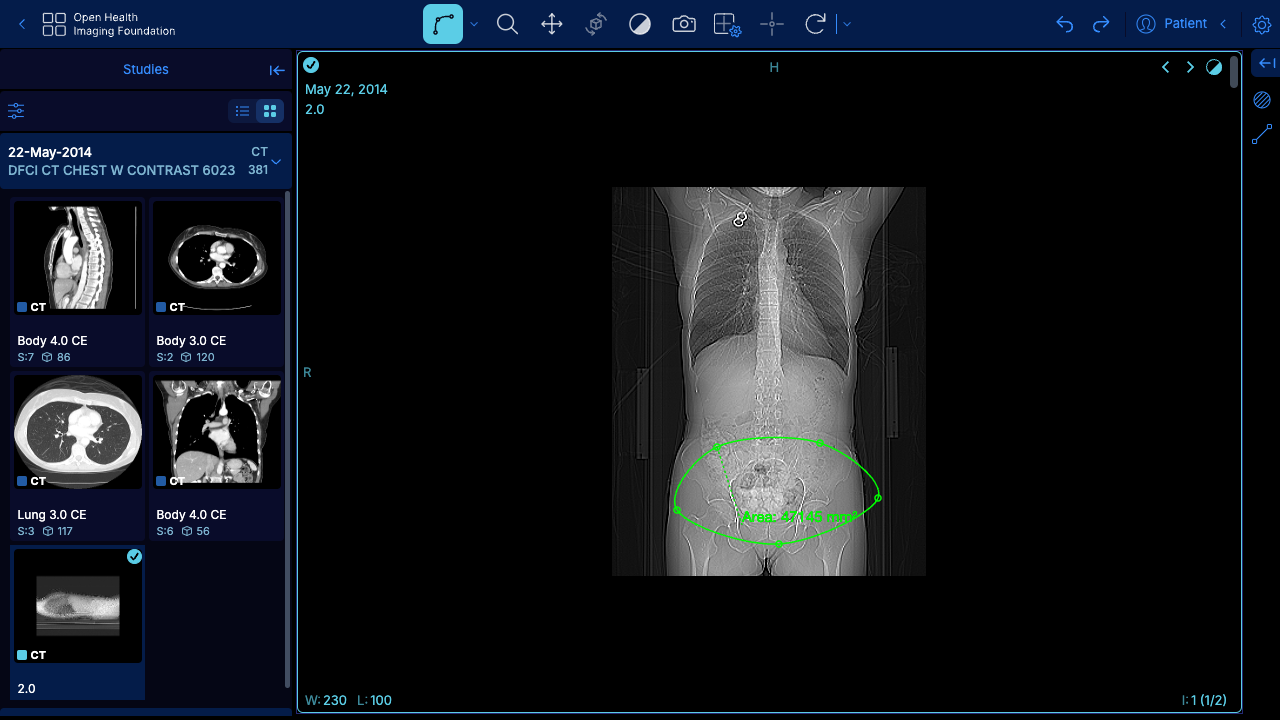 Open Health
Imaging Foundation
Patient
Studies
22-May-2014
CT
DFCI CT CHEST W CONTRAST 6023
381
CT
Body 4.0 CE
S:7 86
CT
Body 3.0 CE
S:2 120
CT
Lung 3.0 CE
S:3 117
CT
Body 4.0 CE
S:6 56
CT
2.0
May 22, 2014
2.0
H
R
Area: 47145 mm²
W: 230 L: 100
I: 1 (1/2)